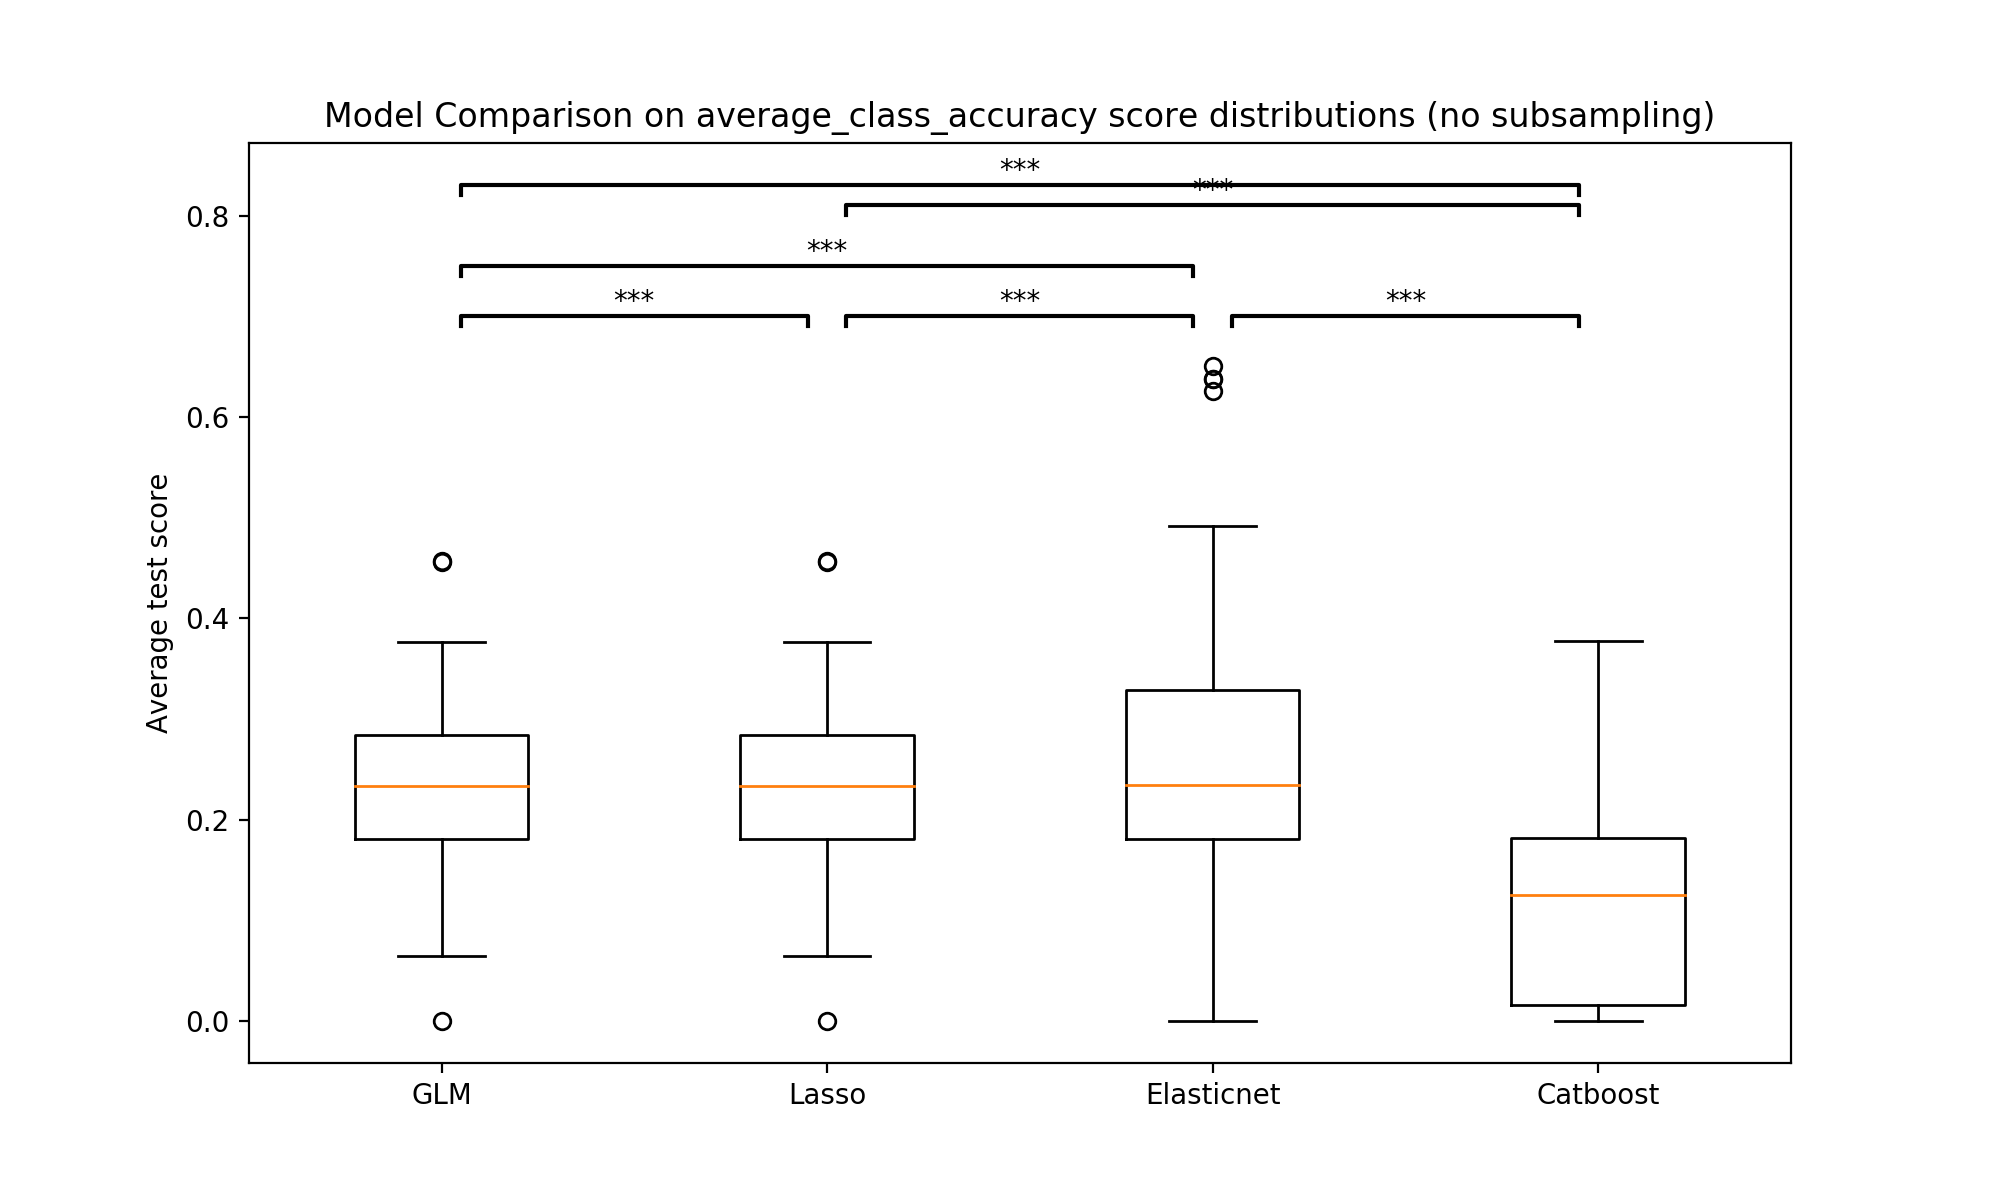 Model Comparison on average_class_accuracy score distributions (no subsampling)
***
***
***
***
***
***
0.8
0.6
0.4
0.2
0.0
Average test score
GLM
Lasso
Elasticnet
Catboost